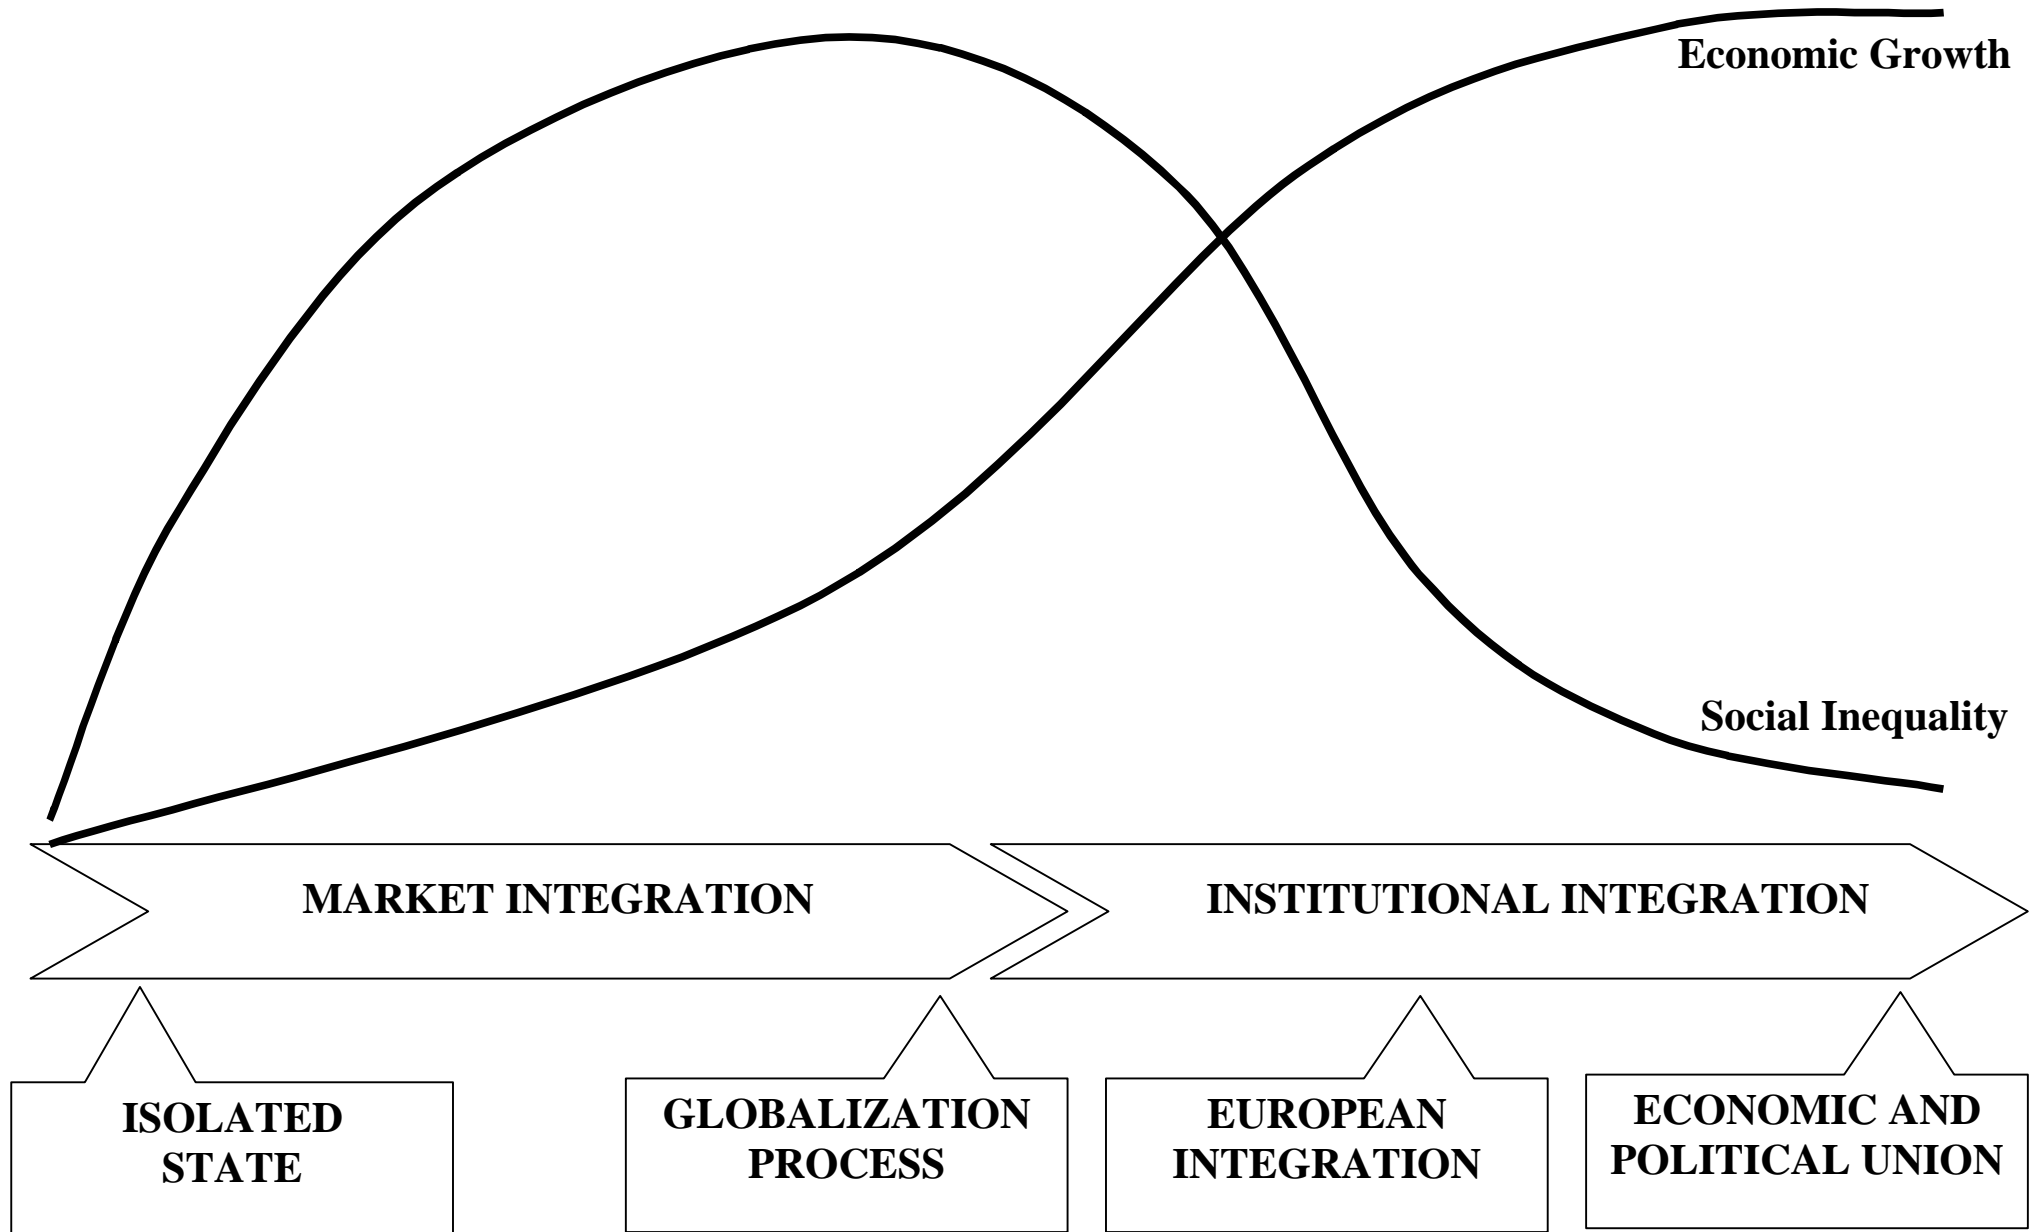 Economic Growth
Social Inequality
MARKET INTEGRATION
INSTITUTIONAL INTEGRATION
ISOLATED
STATE
GLOBALIZATION
PROCESS
EUROPEAN
INTEGRATION
ECONOMIC AND
POLITICAL UNION